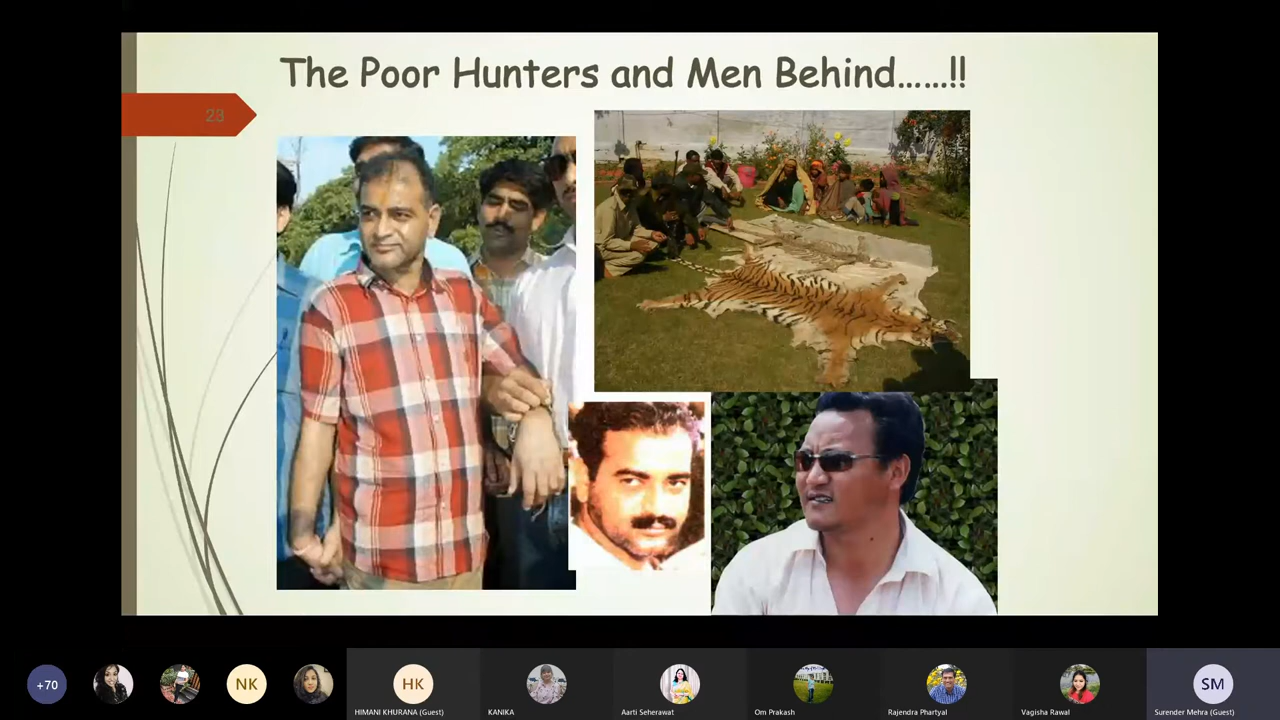 The Poor Hunters and Men Behind......!!
23
+70
NK
HK
HIMANI KHURANA (Guest)
KANIKA
Aarti Seherawat
Om Prakash
Rajendra Phartyal
Vagisha Rawal
SM
Surender Mehra (Guest)